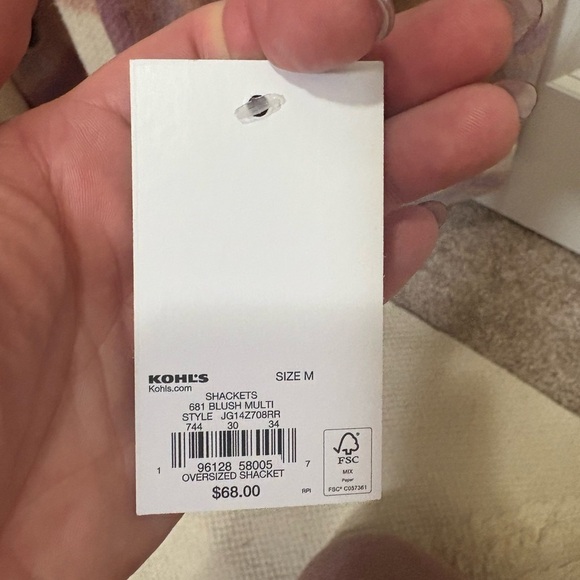 KOHL'S SIZE M
Kohls.com
SHACKETS
681 BLUSH MULTI
STYLE JG14Z708RR
744 30 34
1 96128 58005 7
OVERSIZED SHACKET
$68.00
RPI
FSC
MIX
Paper
FSC® C057361